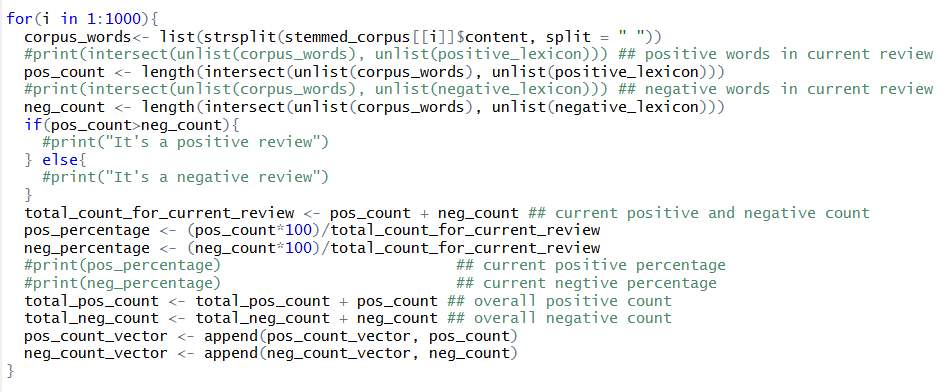 for(i in 1:1000){
  corpus_words<- list(strsplit(stemmed_corpus[[i]]$content, split = " "))
  #print(intersect(unlist(corpus_words), unlist(positive_lexicon))) ## positive words in current review
  pos_count <- length(intersect(unlist(corpus_words), unlist(positive_lexicon)))
  #print(intersect(unlist(corpus_words), unlist(negative_lexicon))) ## negative words in current review
  neg_count <- length(intersect(unlist(corpus_words), unlist(negative_lexicon)))
  if(pos_count>neg_count){
    #print("It's a positive review")
  } else{
    #print("It's a negative review")
  }
  total_count_for_current_review <- pos_count + neg_count ## current positive and negative count
  pos_percentage <- (pos_count*100)/total_count_for_current_review
  neg_percentage <- (neg_count*100)/total_count_for_current_review
  #print(pos_percentage)                          ## current positive percentage
  #print(neg_percentage)                          ## current negtive percentage
  total_pos_count <- total_pos_count + pos_count ## overall positive count
  total_neg_count <- total_neg_count + neg_count ## overall negative count
  pos_count_vector <- append(pos_count_vector, pos_count)
  neg_count_vector <- append(neg_count_vector, neg_count)
}